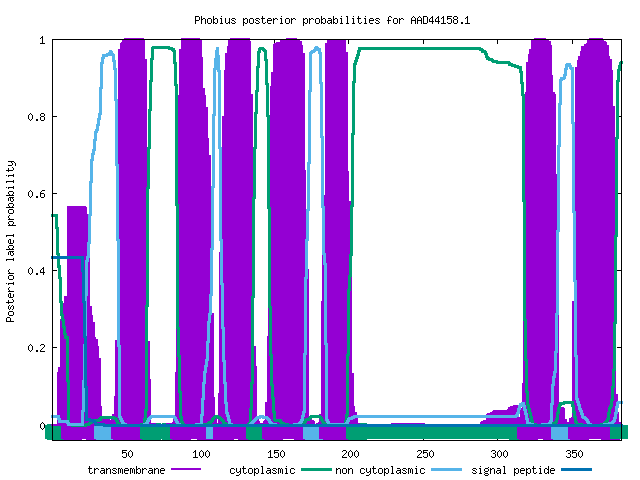 Phobius posterior probabilities for AAD44158.1
1
0.8
0.6
0.4
0.2
0
Posterior label probability
50
100
150
200
250
300
350
transmembrane
cytoplasmic
non cytoplasmic
signal peptide